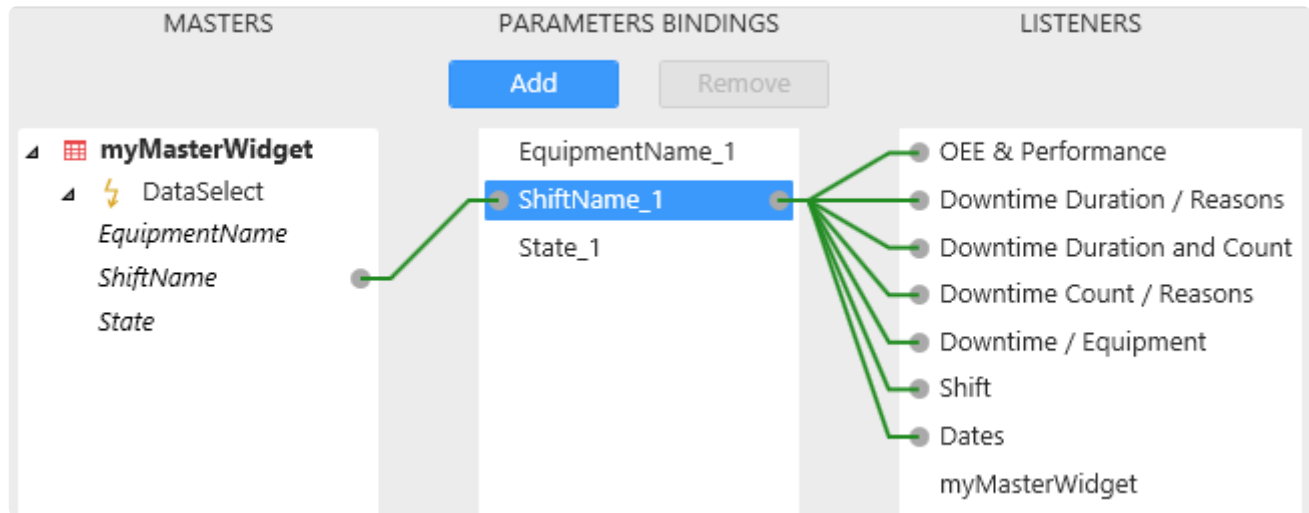 MASTERS
PARAMETERS BINDINGS
LISTENERS
Add
Remove
myMasterWidget
DataSelect
EquipmentName
ShiftName
State
EquipmentName_1
ShiftName_1
State_1
OEE & Performance
Downtime Duration / Reasons
Downtime Duration and Count
Downtime Count / Reasons
Downtime / Equipment
Shift
Dates
myMasterWidget